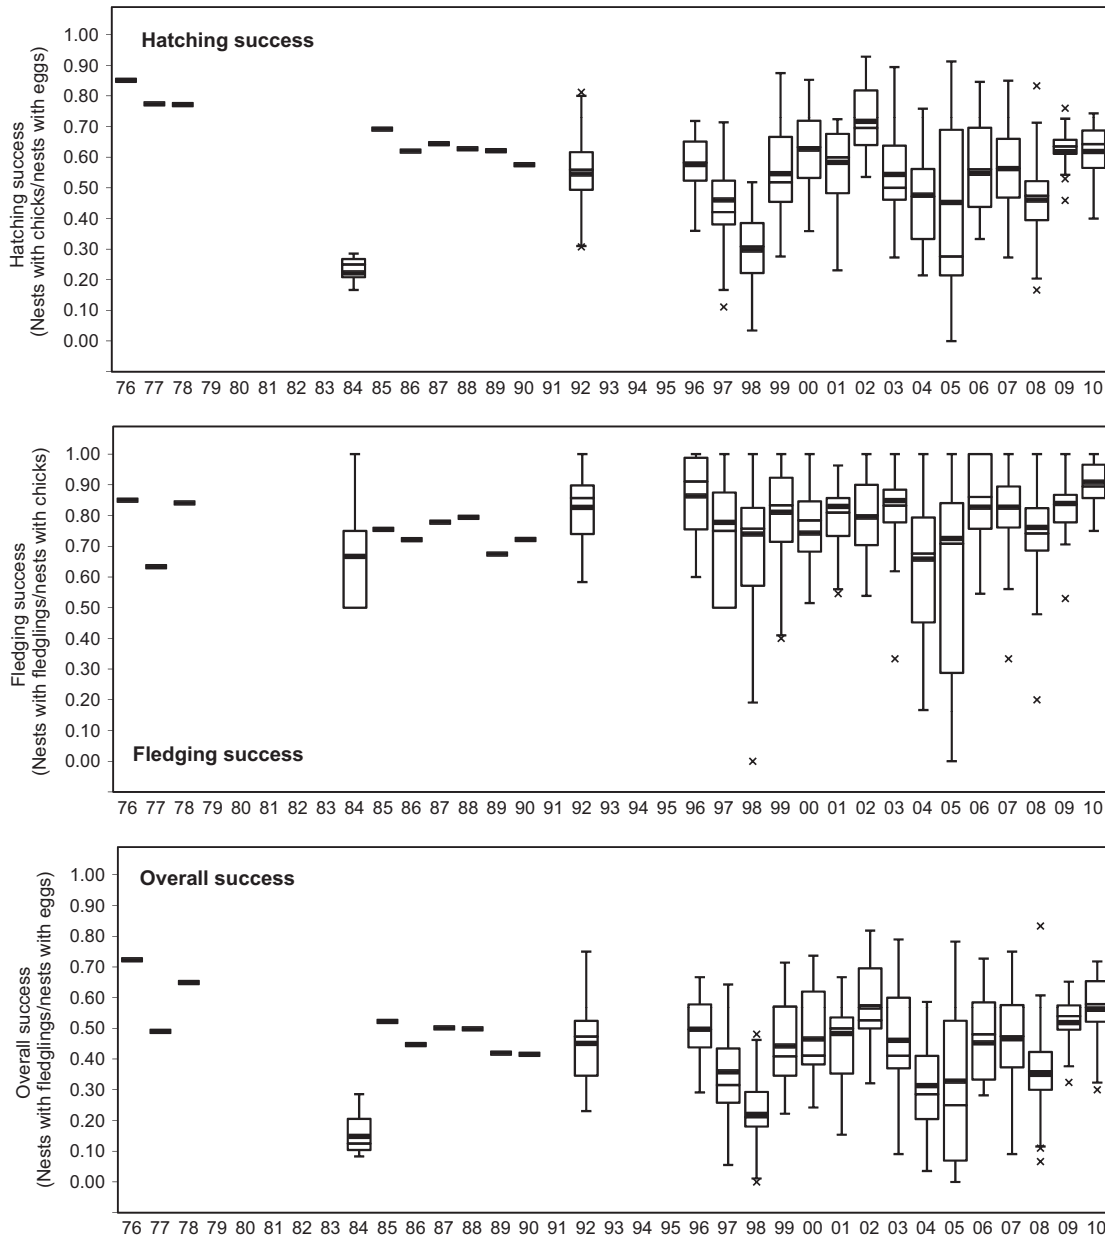 Hatching success
Hatching success
(Nests with chicks/nests with eggs)
1.00
0.90
0.80
0.70
0.60
0.50
0.40
0.30
0.20
0.10
0.00
76 77 78 79 80 81 82 83 84 85 86 87 88 89 90 91 92 93 94 95 96 97 98 99 00 01 02 03 04 05 06 07 08 09 10
Fledging success
(Nests with fledglings/nests with chicks)
1.00
0.90
0.80
0.70
0.60
0.50
0.40
0.30
0.20
0.10
0.00
Fledging success
76 77 78 79 80 81 82 83 84 85 86 87 88 89 90 91 92 93 94 95 96 97 98 99 00 01 02 03 04 05 06 07 08 09 10
Overall success
Overall success
(Nests with fledglings/nests with eggs)
1.00
0.90
0.80
0.70
0.60
0.50
0.40
0.30
0.20
0.10
0.00
76 77 78 79 80 81 82 83 84 85 86 87 88 89 90 91 92 93 94 95 96 97 98 99 00 01 02 03 04 05 06 07 08 09 10